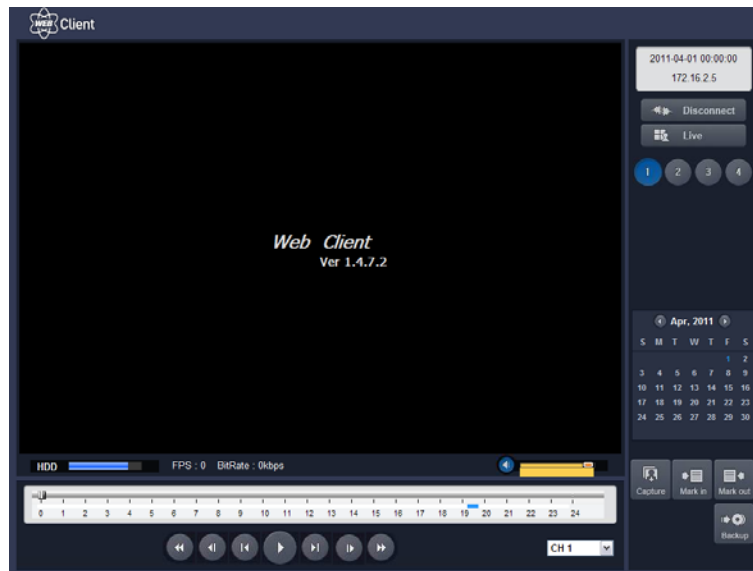 WEB Client
2011-04-01 00:00:00
172.16.2.5
Disconnect
Live
1 2 3 4
Web Client
Ver 1.4.7.2
Apr, 2011
S M T W T F S
1 2
3 4 5 6 7 8 9
10 11 12 13 14 15 16
17 18 19 20 21 22 23
24 25 26 27 28 29 30
HDD FPS : 0 BitRate : 0kbps
Capture Mark in Mark out
0 1 2 3 4 5 6 7 8 9 10 11 12 13 14 15 16 17 18 19 20 21 22 23 24
Backup
CH 1